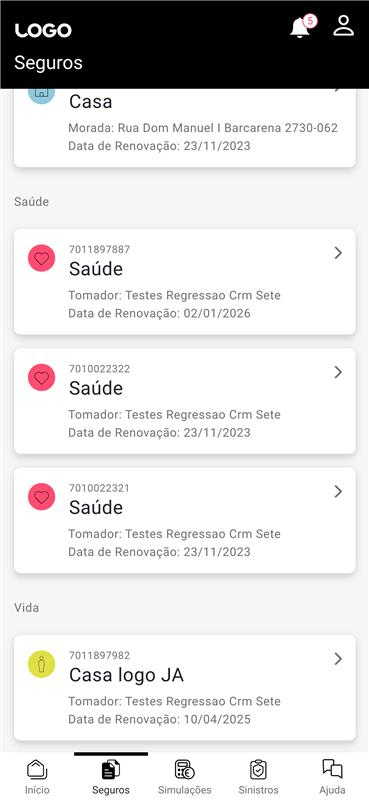 LOGO
5
Seguros
Casa
Morada: Rua Dom Manuel I Barcarena 2730-062
Data de Renovação: 23/11/2023
Saúde
7011897887
Saúde
Tomador: Testes Regressao Crm Sete
Data de Renovação: 02/01/2026
7010022322
Saúde
Tomador: Testes Regressao Crm Sete
Data de Renovação: 23/11/2023
7010022321
Saúde
Tomador: Testes Regressao Crm Sete
Data de Renovação: 23/11/2023
Vida
7011897982
Casa logo JA
Tomador: Testes Regressao Crm Sete
Data de Renovação: 10/04/2025
Início
Seguros
Simulações
Sinistros
Ajuda